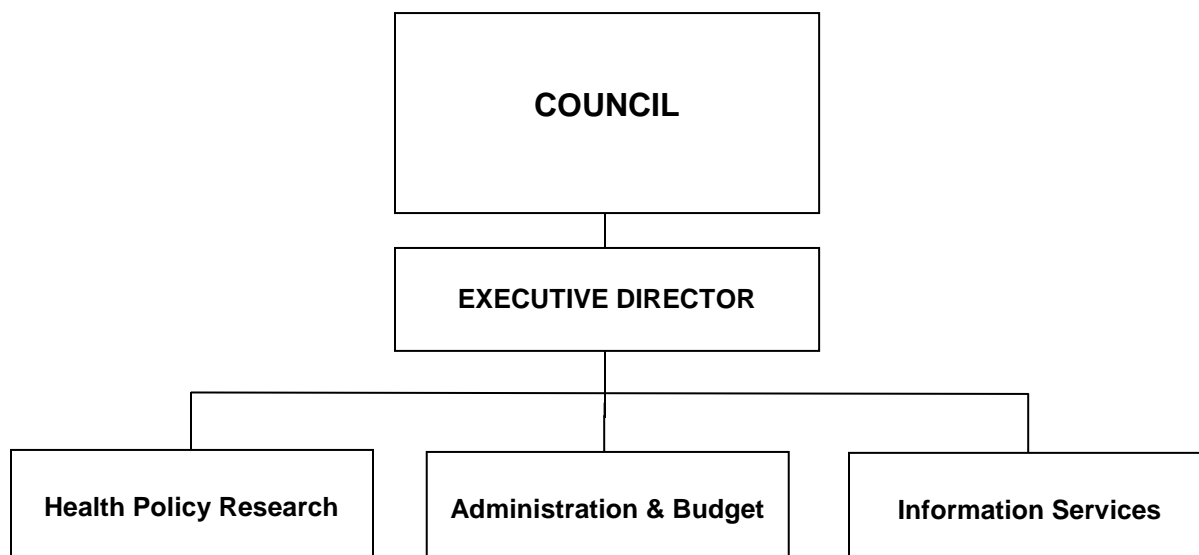 COUNCIL
EXECUTIVE DIRECTOR
Health Policy Research
Administration & Budget
Information Services